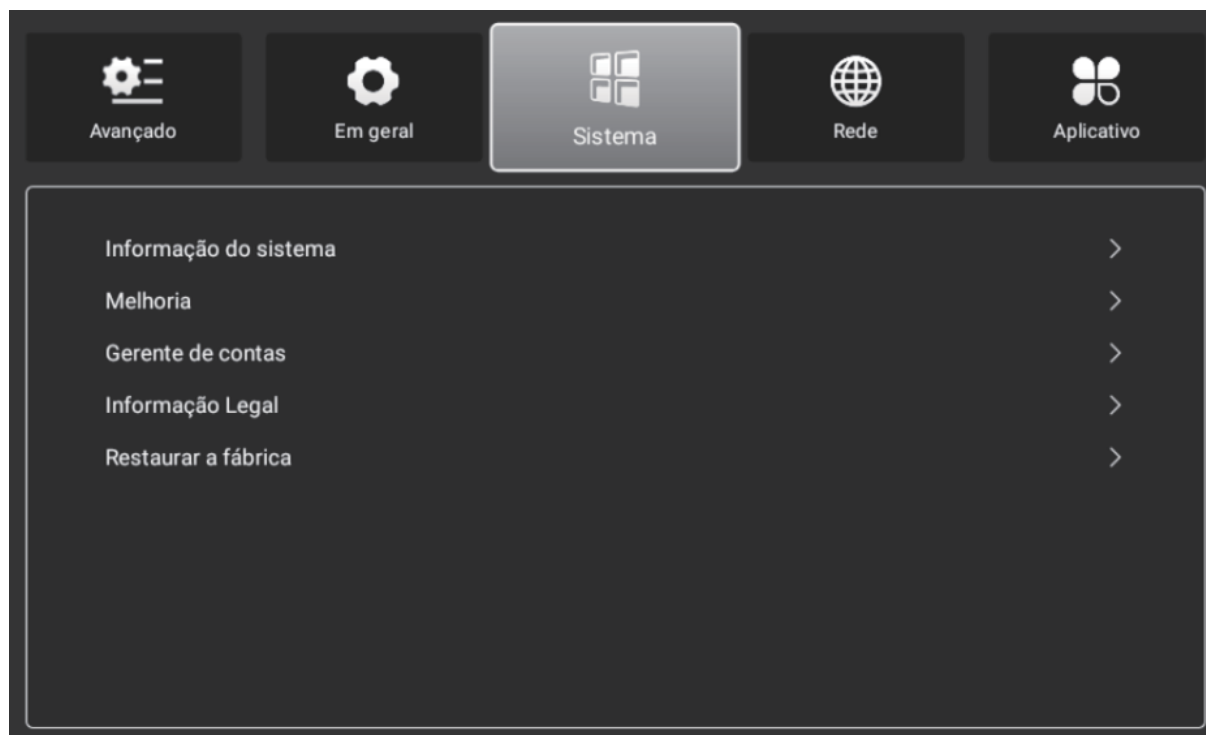 Avançado
Em geral
Sistema
Rede
Aplicativo
Informação do sistema
Melhoria
Gerente de contas
Informação Legal
Restaurar a fábrica